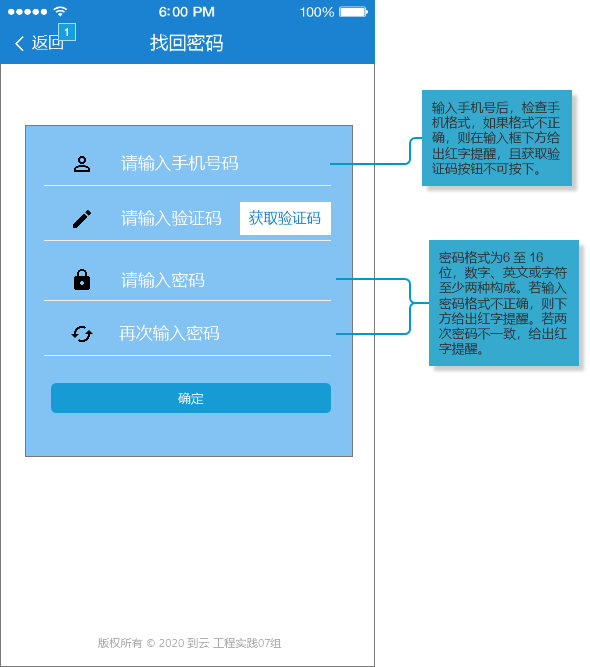 6:00 PM
100%
返回
1
找回密码
请输入手机号码
请输入验证码
获取验证码
请输入密码
再次输入密码
确定
版权所有 © 2020 到云 工程实践07组
输入手机号后，检查手
机格式，如果格式不正
确，则在输入框下方给
出红字提醒，且获取验
证码按钮不可按下。
密码格式为6 至 16
位，数字、英文或字符
至少两种构成。若输入
密码格式不正确，则下
方给出红字提醒。若两
次密码不一致，给出红
字提醒。